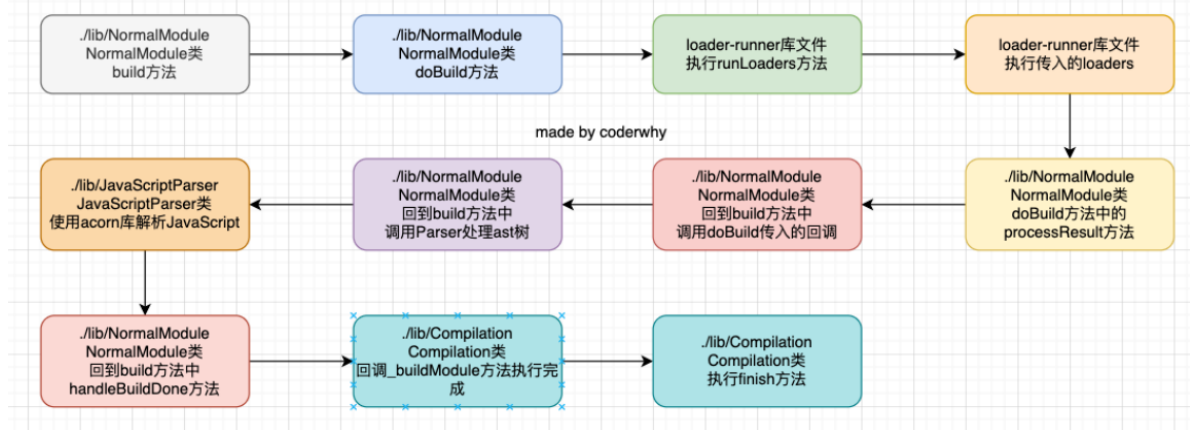 ./lib/NormalModule
NormalModule类
build方法
./lib/NormalModule
NormalModule类
doBuild方法
loader-runner库文件
执行runLoaders方法
loader-runner库文件
执行传入的loaders
made by coderwhy
./lib/JavaScriptParser
JavaScriptParser类
使用acorn库解析JavaScript
./lib/NormalModule
NormalModule类
回到build方法中
调用Parser处理ast树
./lib/NormalModule
NormalModule类
回到build方法中
调用doBuild传入的回调
./lib/NormalModule
NormalModule类
doBuild方法中的
processResult方法
./lib/NormalModule
NormalModule类
回到build方法中
handleBuildDone方法
./lib/Compilation
Compilation类
回调_buildModule方法执行完
成
./lib/Compilation
Compilation类
执行finish方法